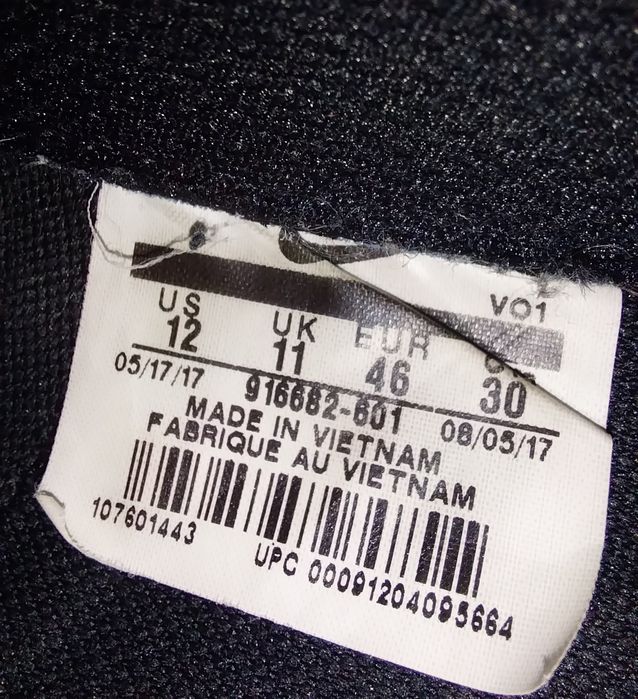 VO1
US UK EUR
12 11 46 30
05/17/17 916682-601 08/05/17
MADE IN VIETNAM
FABRIQUE AU VIETNAM
107601443 UPC 00091204095664